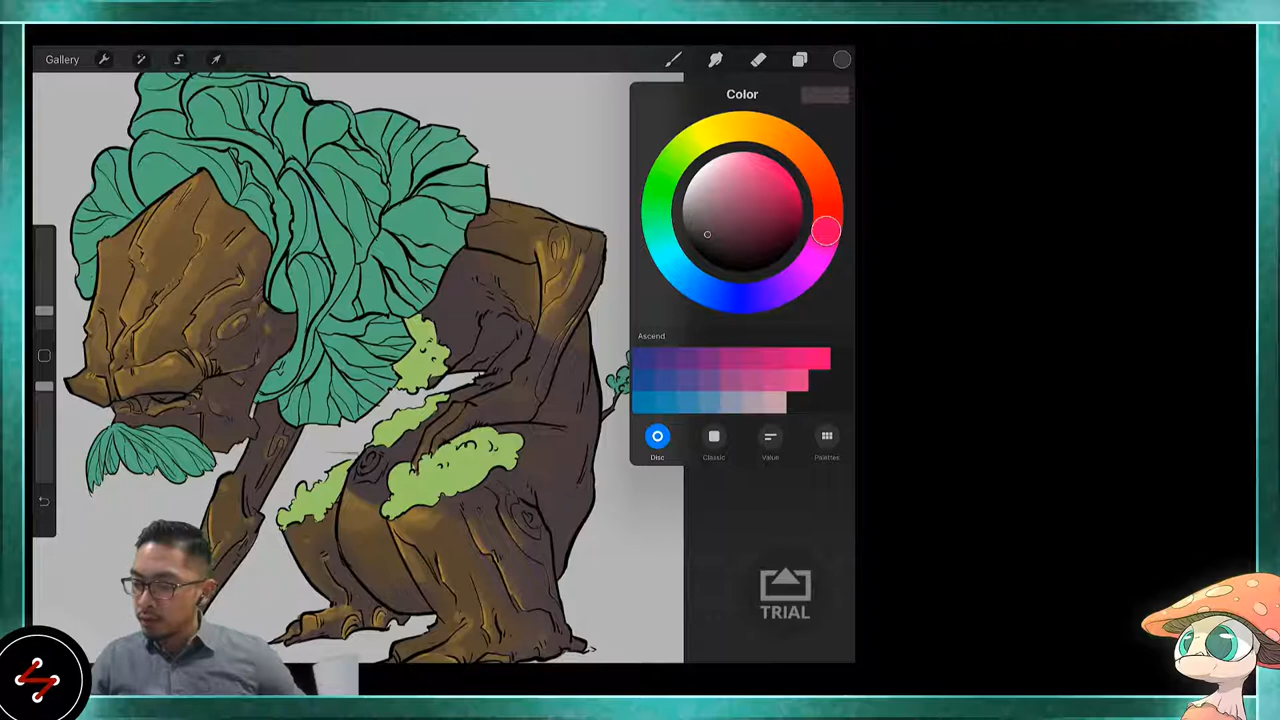 Gallery
Color
Ascend
Disc
Classic
Value
Palettes
TRIAL